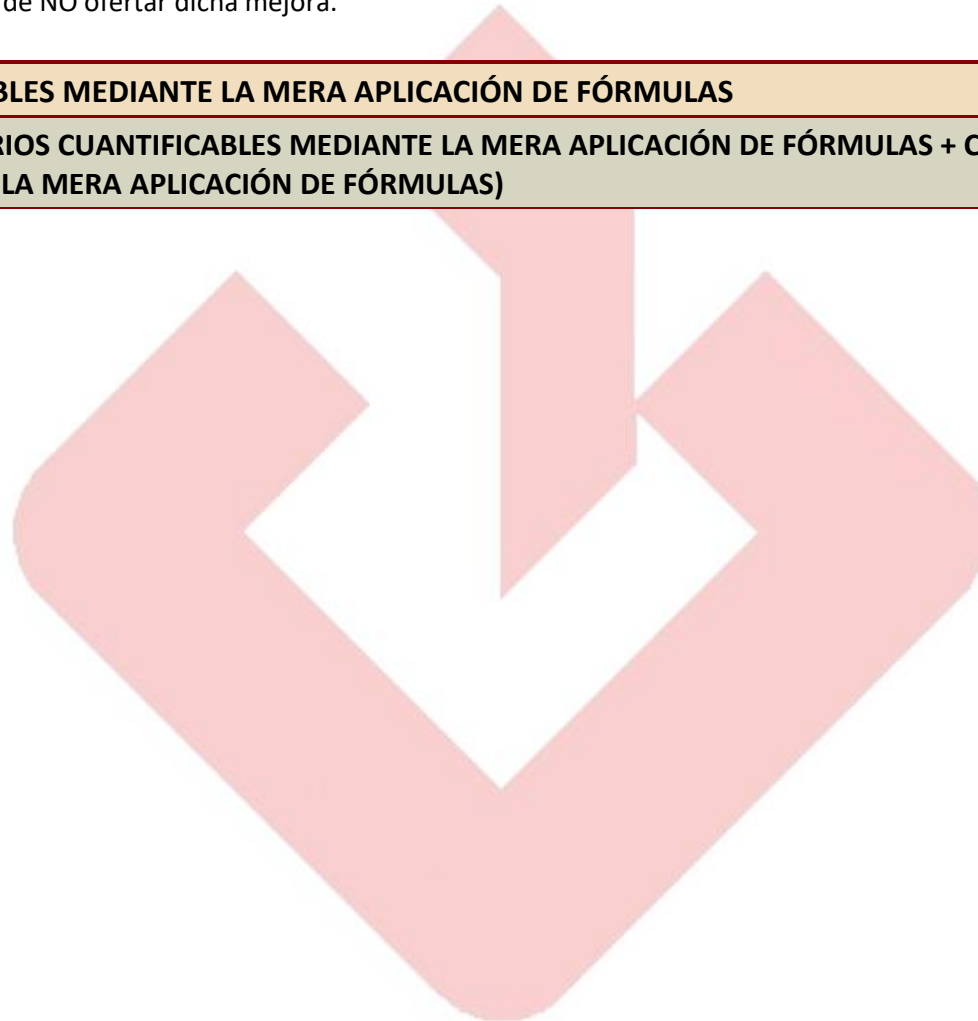 de NO ofertar dicha mejora.
BLES MEDIANTE LA MERA APLICACIÓN DE FÓRMULAS
RIOS CUANTIFICABLES MEDIANTE LA MERA APLICACIÓN DE FÓRMULAS + C
LA MERA APLICACIÓN DE FÓRMULAS)